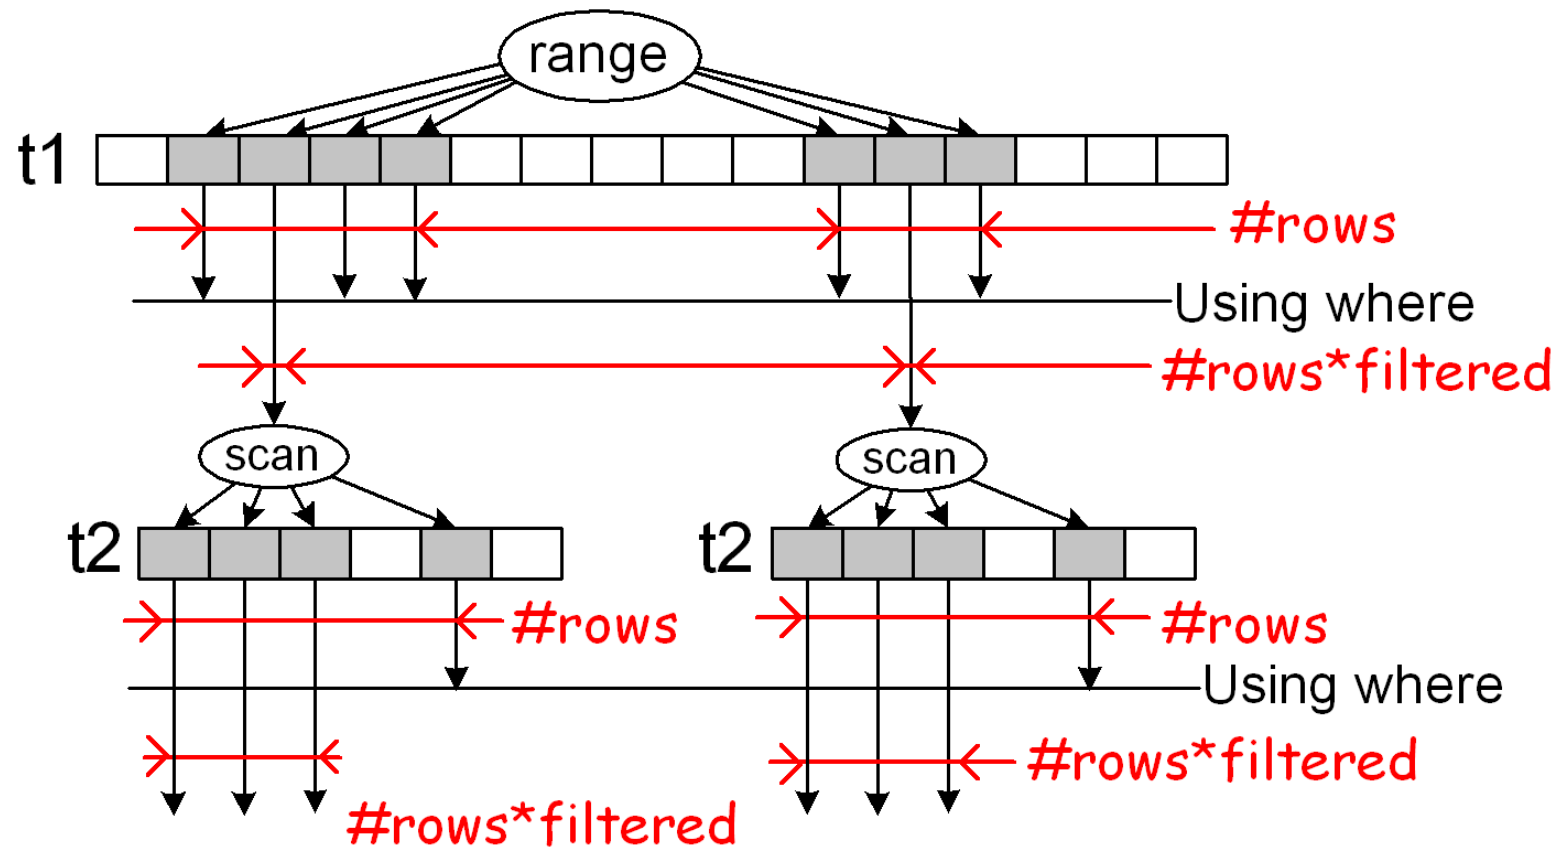 range
t1
#rows
Using where
#rows*filtered
scan
scan
t2
t2
#rows
#rows
Using where
#rows*filtered
#rows*filtered